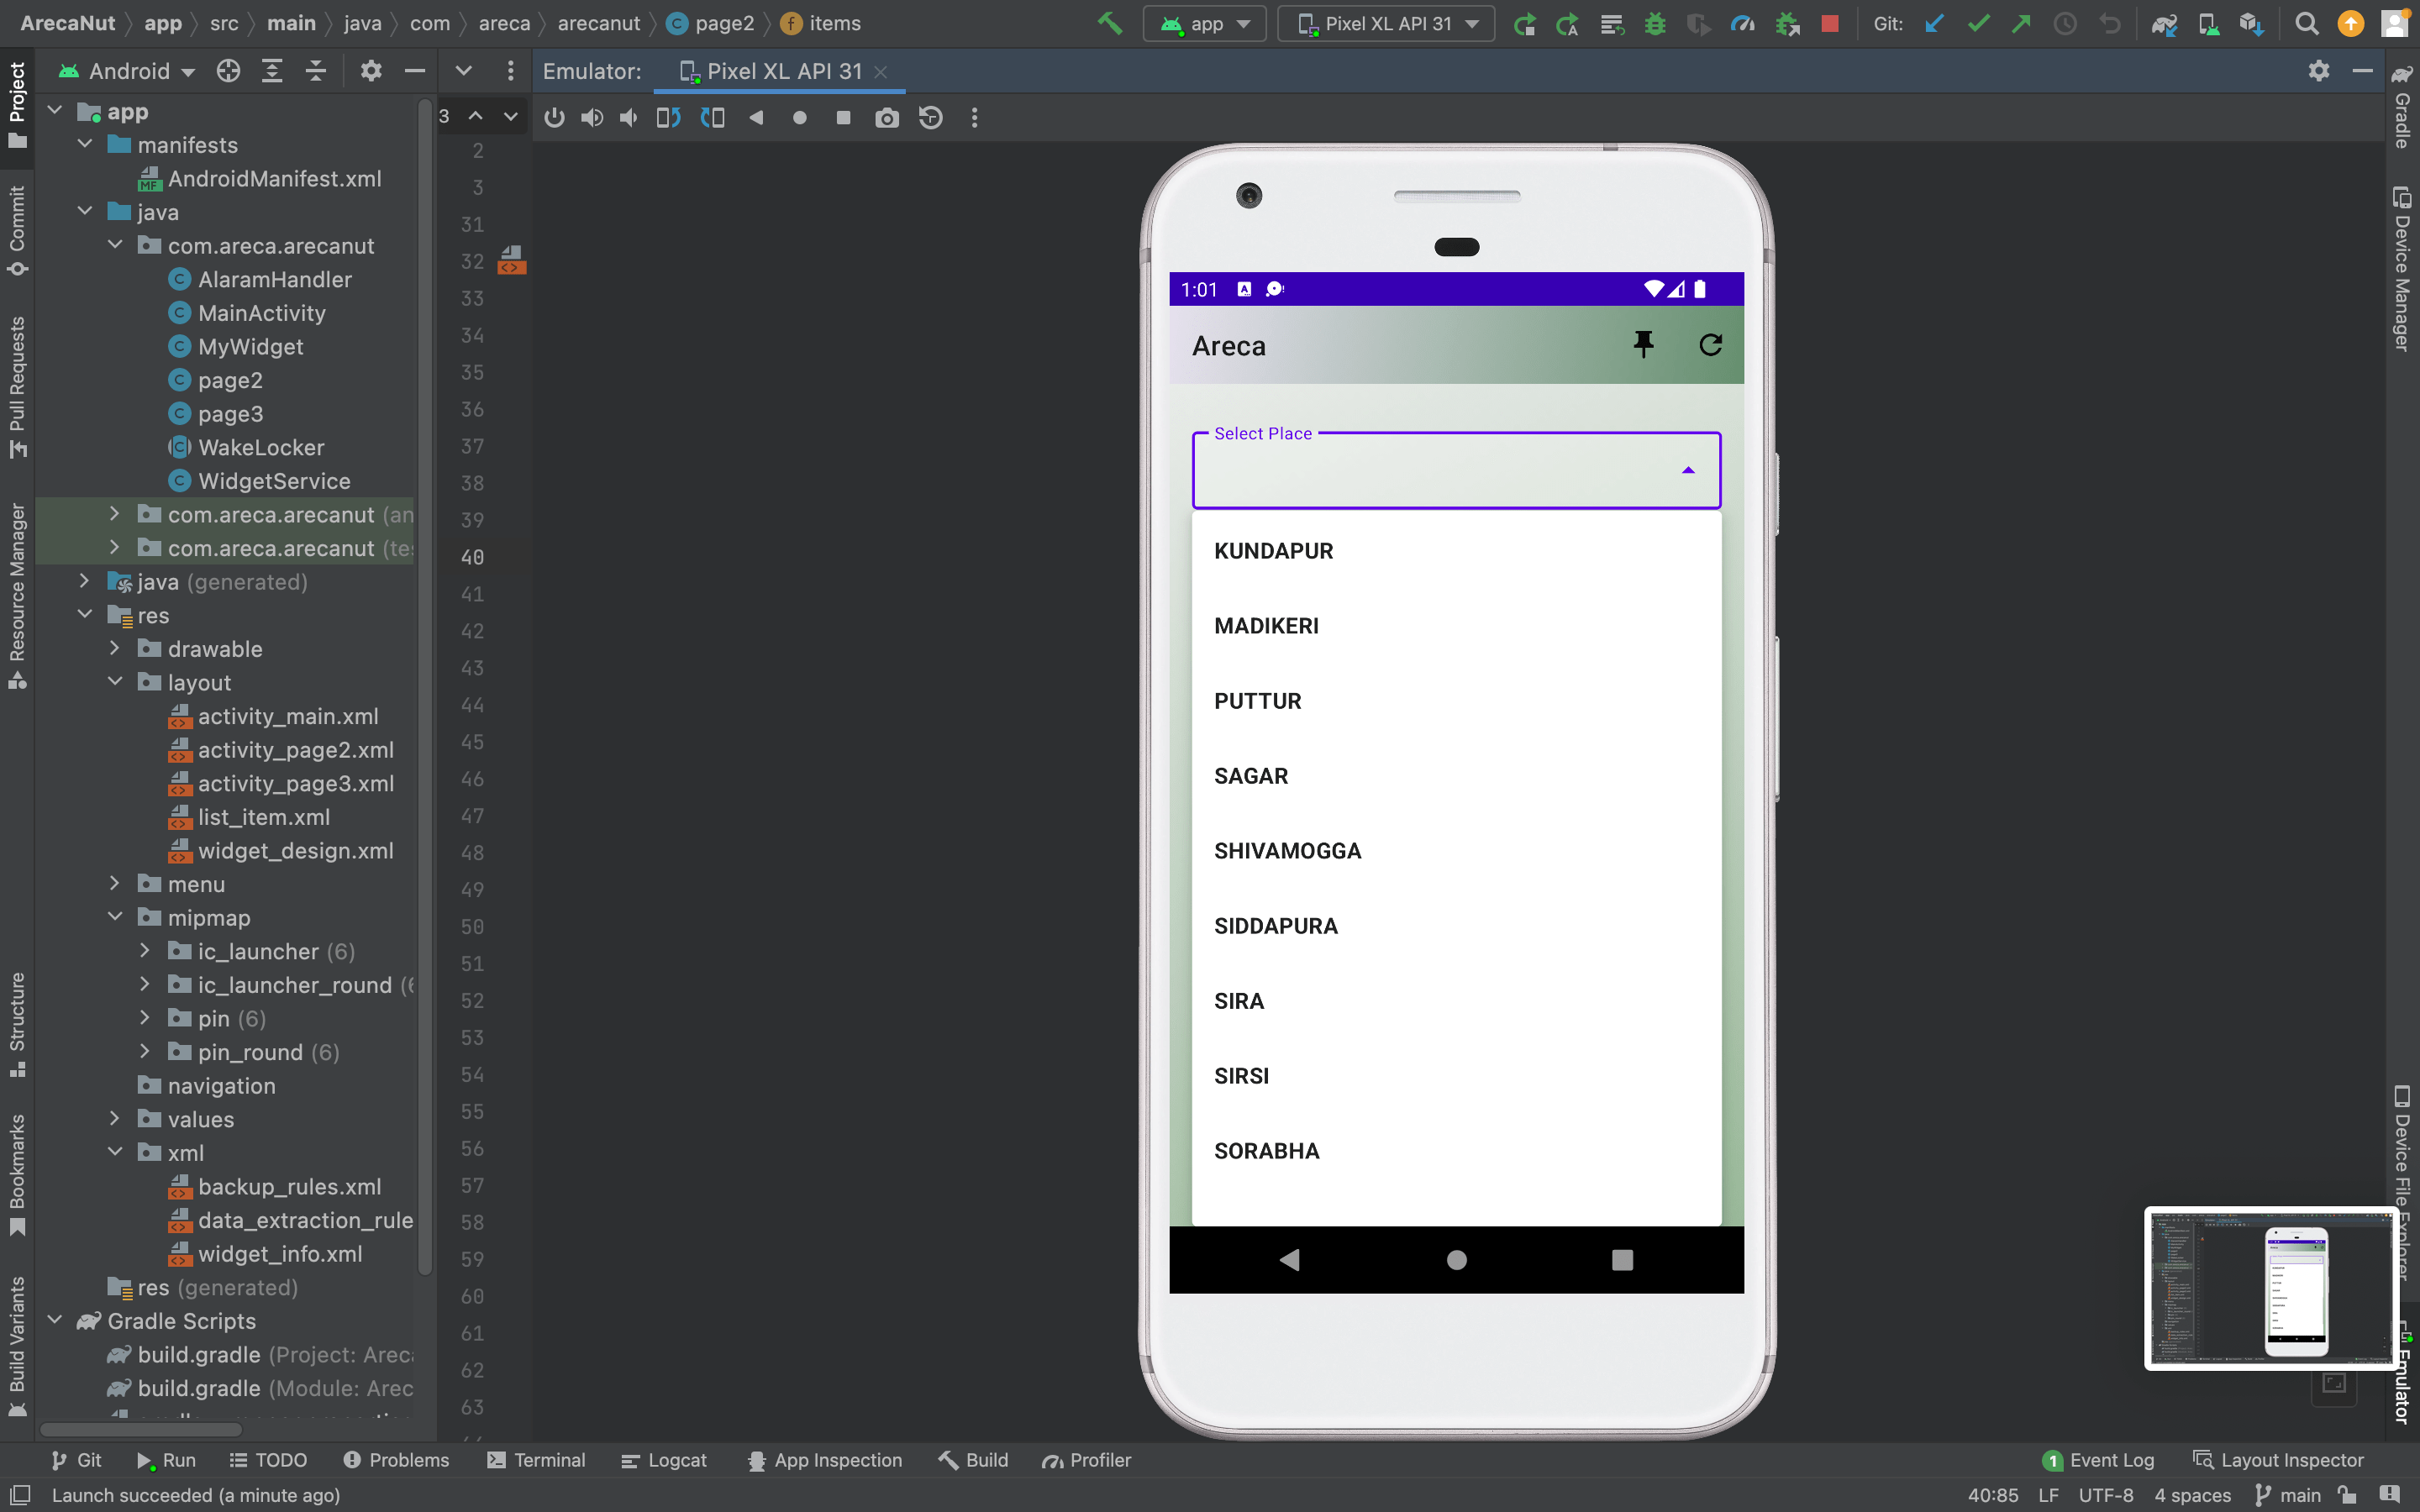 ArecaNut app src main java com areca arecanut page2 items
app
Pixel XL API 31
Git:
Android
Emulator: Pixel XL API 31
3
Project
Commit
Pull Requests
Resource Manager
Structure
Bookmarks
Build Variants
app
manifests
AndroidManifest.xml
java
com.areca.arecanut
AlaramHandler
MainActivity
MyWidget
page2
page3
WakeLocker
WidgetService
com.areca.arecanut (an
com.areca.arecanut (tes
java (generated)
res
drawable
layout
activity_main.xml
activity_page2.xml
activity_page3.xml
list_item.xml
widget_design.xml
menu
mipmap
ic_launcher (6)
ic_launcher_round (6
pin (6)
pin_round (6)
navigation
values
xml
backup_rules.xml
data_extraction_rule
widget_info.xml
res (generated)
Gradle Scripts
build.gradle (Project: Areca
build.gradle (Module: Arec
2
3
31
32
33
34
35
36
37
38
39
40
41
42
43
44
45
46
47
48
49
50
51
52
53
54
55
56
57
58
59
60
61
62
63
1:01
Areca
Select Place
KUNDAPUR
MADIKERI
PUTTUR
SAGAR
SHIVAMOGGA
SIDDAPURA
SIRA
SIRSI
SORABHA
Gradle
Device Manager
Device File Explorer
Emulator
Git Run TODO Problems Terminal Logcat App Inspection Build Profiler
1 Event Log Layout Inspector
Launch succeeded (a minute ago)
40:85 LF UTF-8 4 spaces main